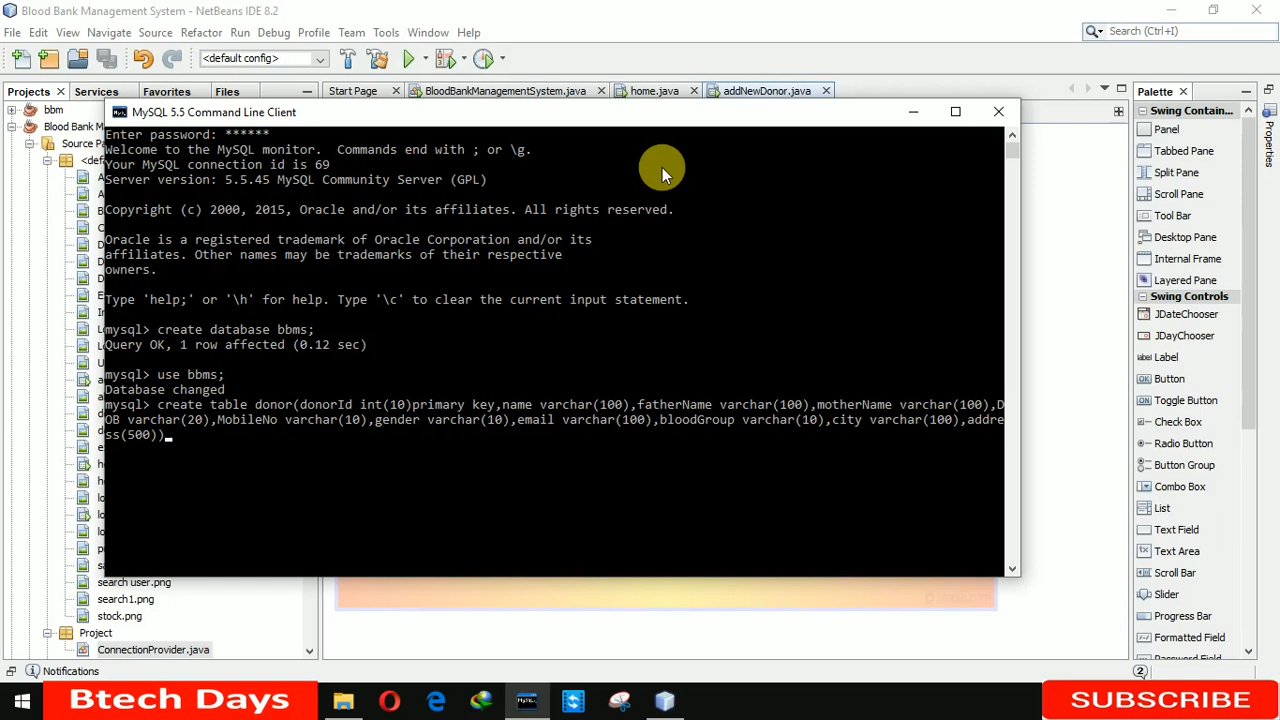 Blood Bank Management System - NetBeans IDE 8.2
File Edit View Navigate Source Refactor Run Debug Profile Team Tools Window Help
Search (Ctrl+I)
<default config>
Projects Services Favorites Files
Start Page BloodBankManagementSystem.java home.java addNewDonor.java
Palette
bbm
Blood Bank M
Source Pa
<def
search user.png
search1.png
stock.png
Project
ConnectionProvider.java
MySQL 5.5 Command Line Client
Enter password: ******
Welcome to the MySQL monitor.  Commands end with ; or \g.
Your MySQL connection id is 69
Server version: 5.5.45 MySQL Community Server (GPL)
Copyright (c) 2000, 2015, Oracle and/or its affiliates. All rights reserved.
Oracle is a registered trademark of Oracle Corporation and/or its
affiliates. Other names may be trademarks of their respective
owners.
Type 'help;' or '\h' for help. Type '\c' to clear the current input statement.
mysql> create database bbms;
Query OK, 1 row affected (0.12 sec)
mysql> use bbms;
Database changed
mysql> create table donor(donorId int(10)primary key,name varchar(100),fatherName varchar(100),motherName varchar(100),D
OB varchar(20),MobileNo varchar(10),gender varchar(10),email varchar(100),bloodGroup varchar(10),city varchar(100),addre
ss(500))
Swing Contain...
Panel
Tabbed Pane
Split Pane
Scroll Pane
Tool Bar
Desktop Pane
Internal Frame
Layered Pane
Swing Controls
JDateChooser
JDayChooser
Label
Button
Toggle Button
Check Box
Radio Button
Button Group
Combo Box
List
Text Field
Text Area
Scroll Bar
Slider
Progress Bar
Formatted Field
Password Field
Properties
Notifications
2
Btech Days
SUBSCRIBE